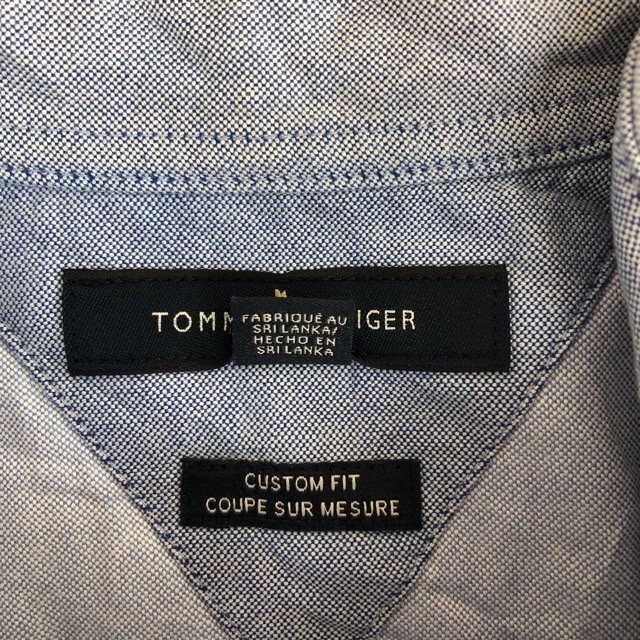 M
TOMM IGER
FABRIQUÉ AU
SRI LANKA/
HECHO EN
SRI LANKA
CUSTOM FIT
COUPE SUR MESURE